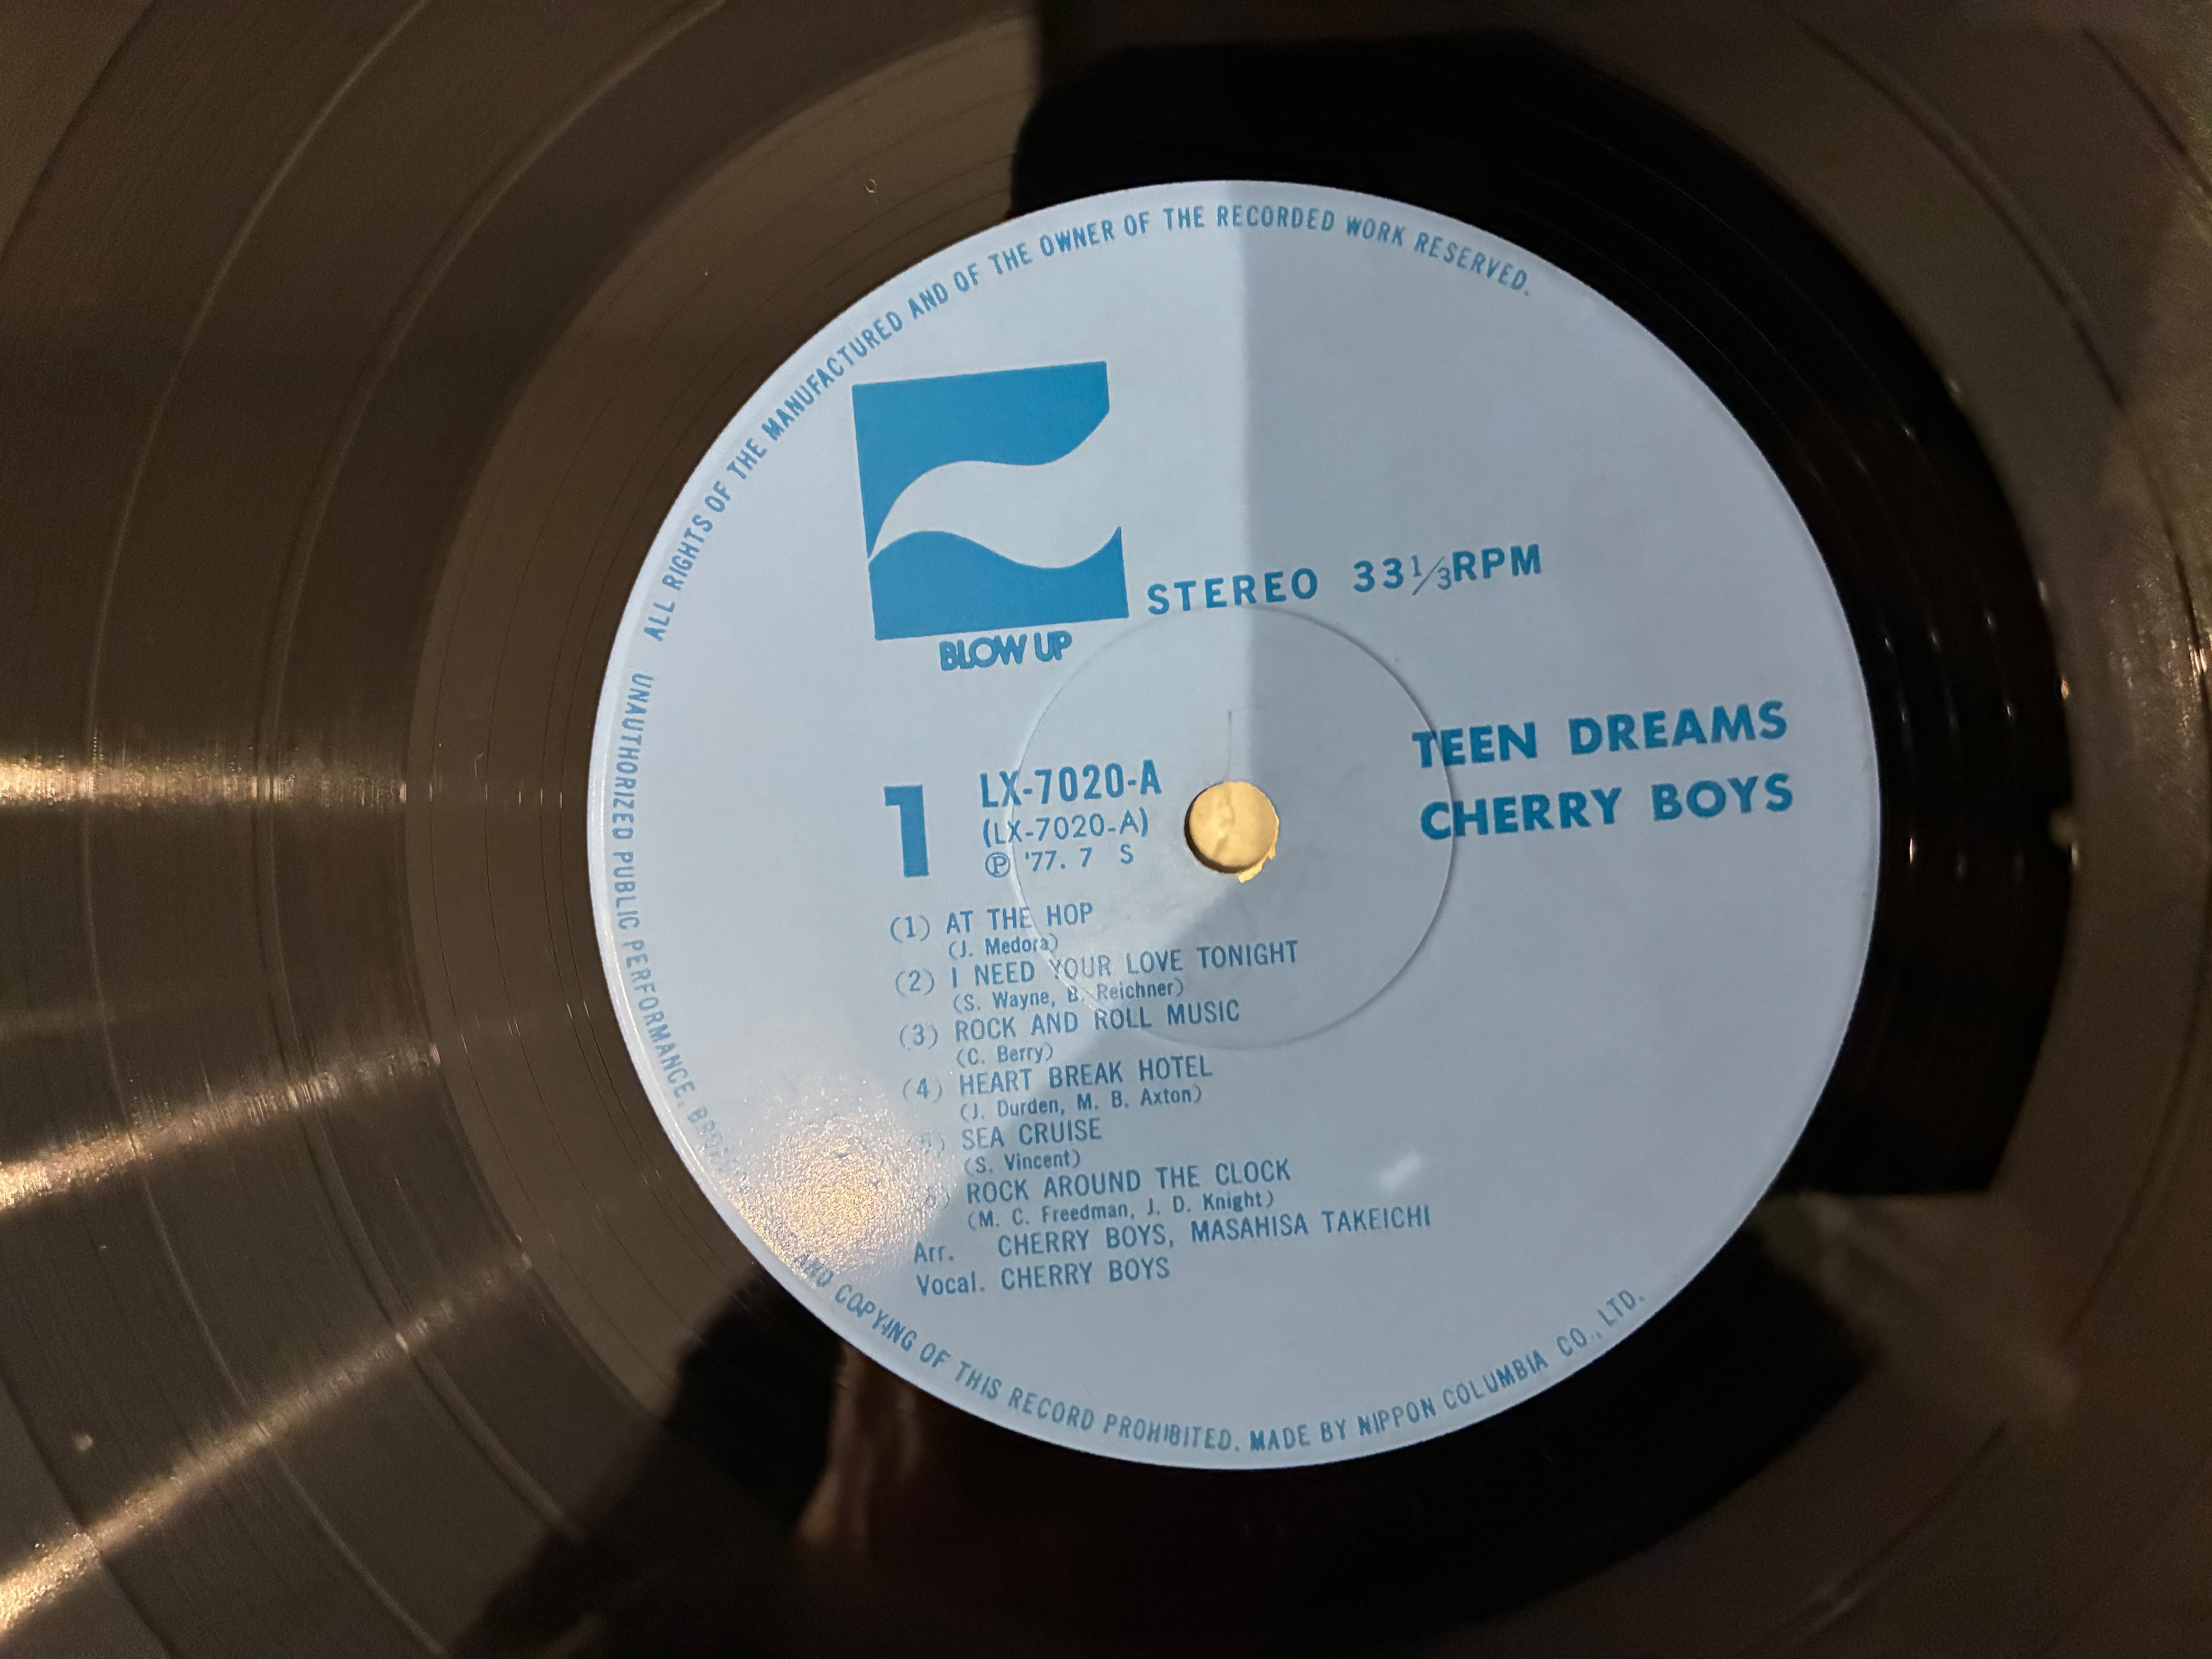 ALL RIGHTS OF THE MANUFACTURED AND OF THE OWNER OF THE RECORDED WORK RESERVED.
BLOW UP
STEREO 33⅓RPM
TEEN DREAMS
CHERRY BOYS
1
LX-7020-A
(LX-7020-A)
Ⓟ '77. 7 S
(1) AT THE HOP
(J. Medora)
(2) I NEED YOUR LOVE TONIGHT
(S. Wayne, B. Reichner)
(3) ROCK AND ROLL MUSIC
(C. Berry)
(4) HEART BREAK HOTEL
(J. Durden, M. B. Axton)
(5) SEA CRUISE
(S. Vincent)
(6) ROCK AROUND THE CLOCK
(M. C. Freedman, J. D. Knight)
Arr. CHERRY BOYS, MASAHISA TAKEICHI
Vocal. CHERRY BOYS
UNAUTHORIZED PUBLIC PERFORMANCE, AND COPYING OF THIS RECORD PROHIBITED. MADE BY NIPPON COLUMBIA CO., LTD.